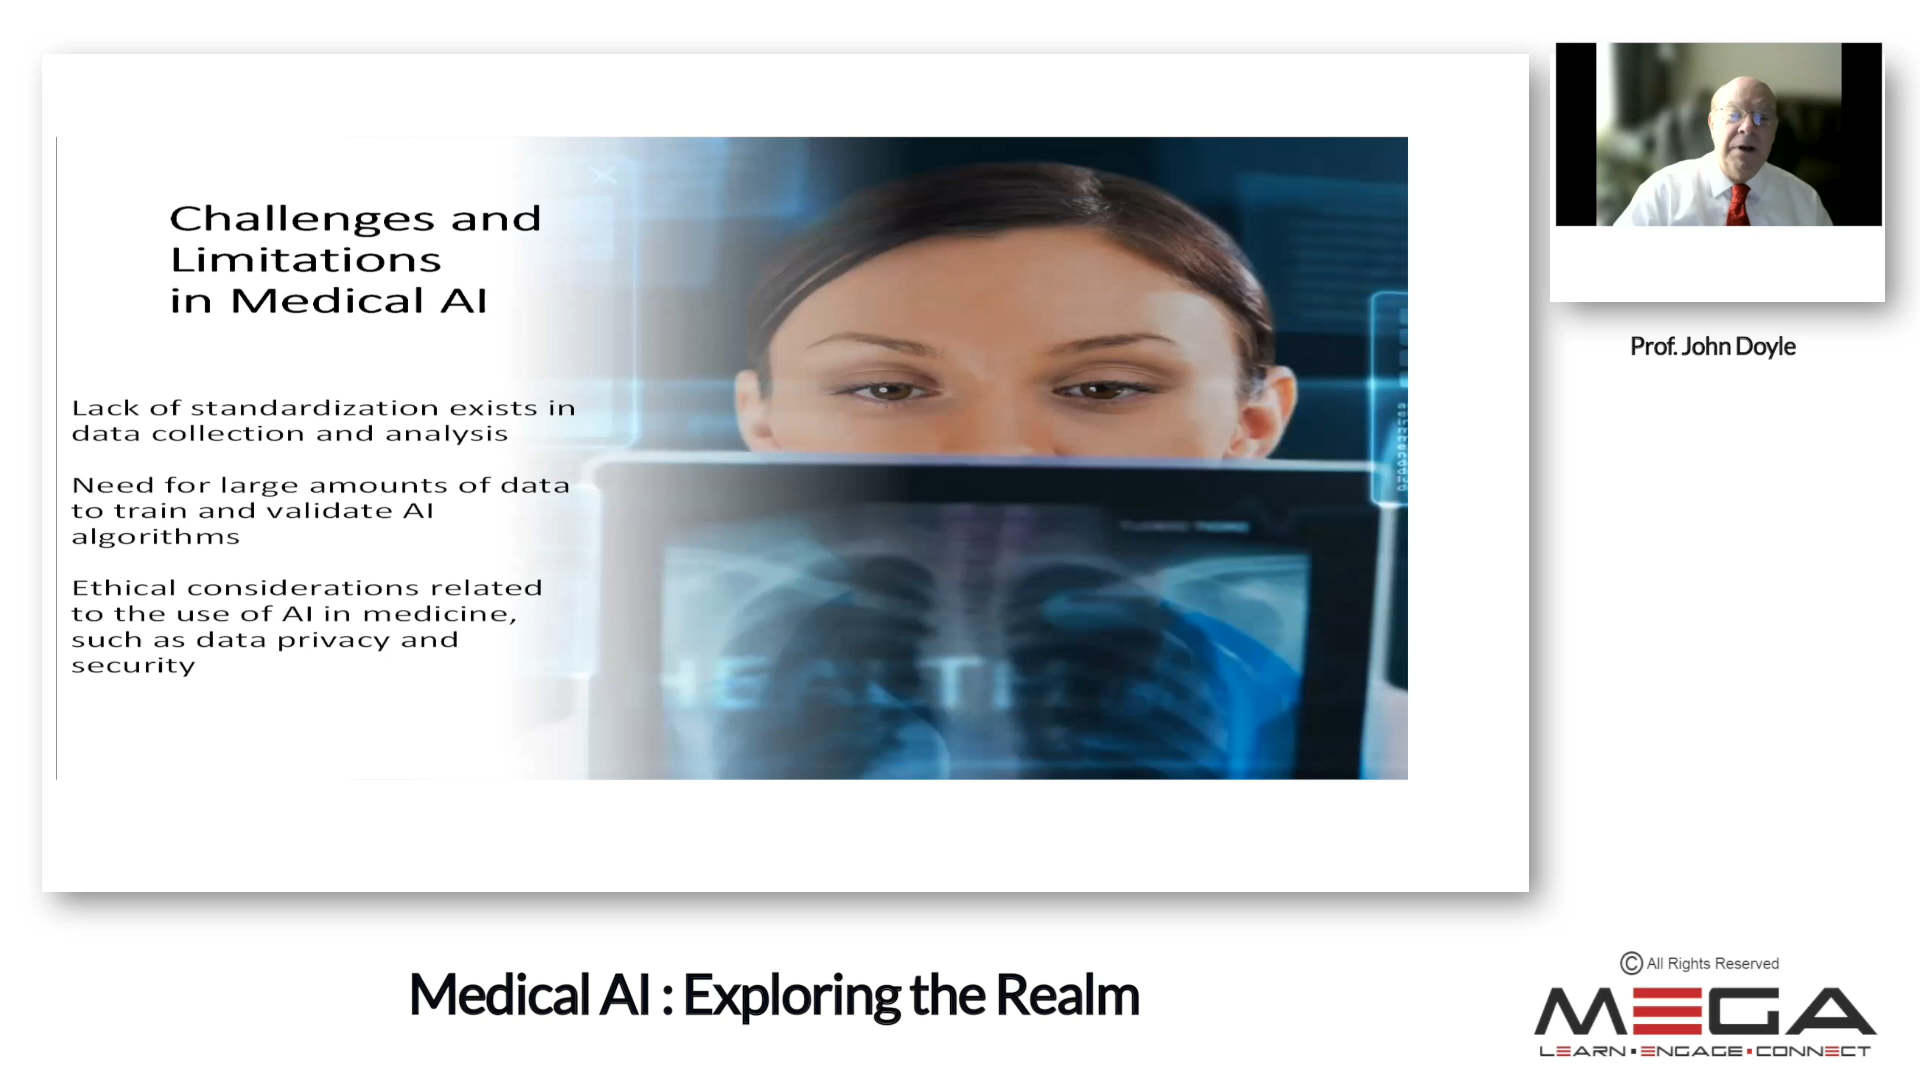 Challenges and
Limitations
in Medical AI
Lack of standardization exists in
data collection and analysis
Need for large amounts of data
to train and validate AI
algorithms
Ethical considerations related
to the use of AI in medicine,
such as data privacy and
security
HEALTH
Prof. John Doyle
Medical AI : Exploring the Realm
© All Rights Reserved
MEGA
LEARN▪ENGAGE▪CONNECT